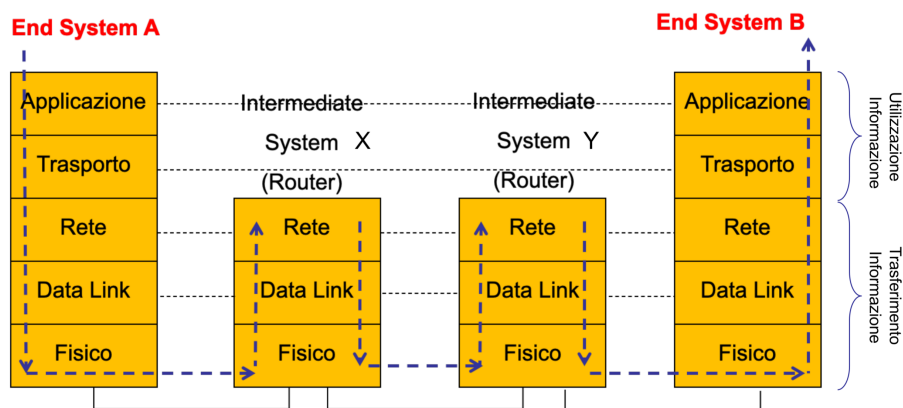 End System A
End System B
Applicazione
Trasporto
Rete
Data Link
Fisico
Intermediate
System X
(Router)
Rete
Data Link
Fisico
Intermediate
System Y
(Router)
Rete
Data Link
Fisico
Applicazione
Trasporto
Rete
Data Link
Fisico
Utilizzazione
Informazione
Trasferimento
Informazione